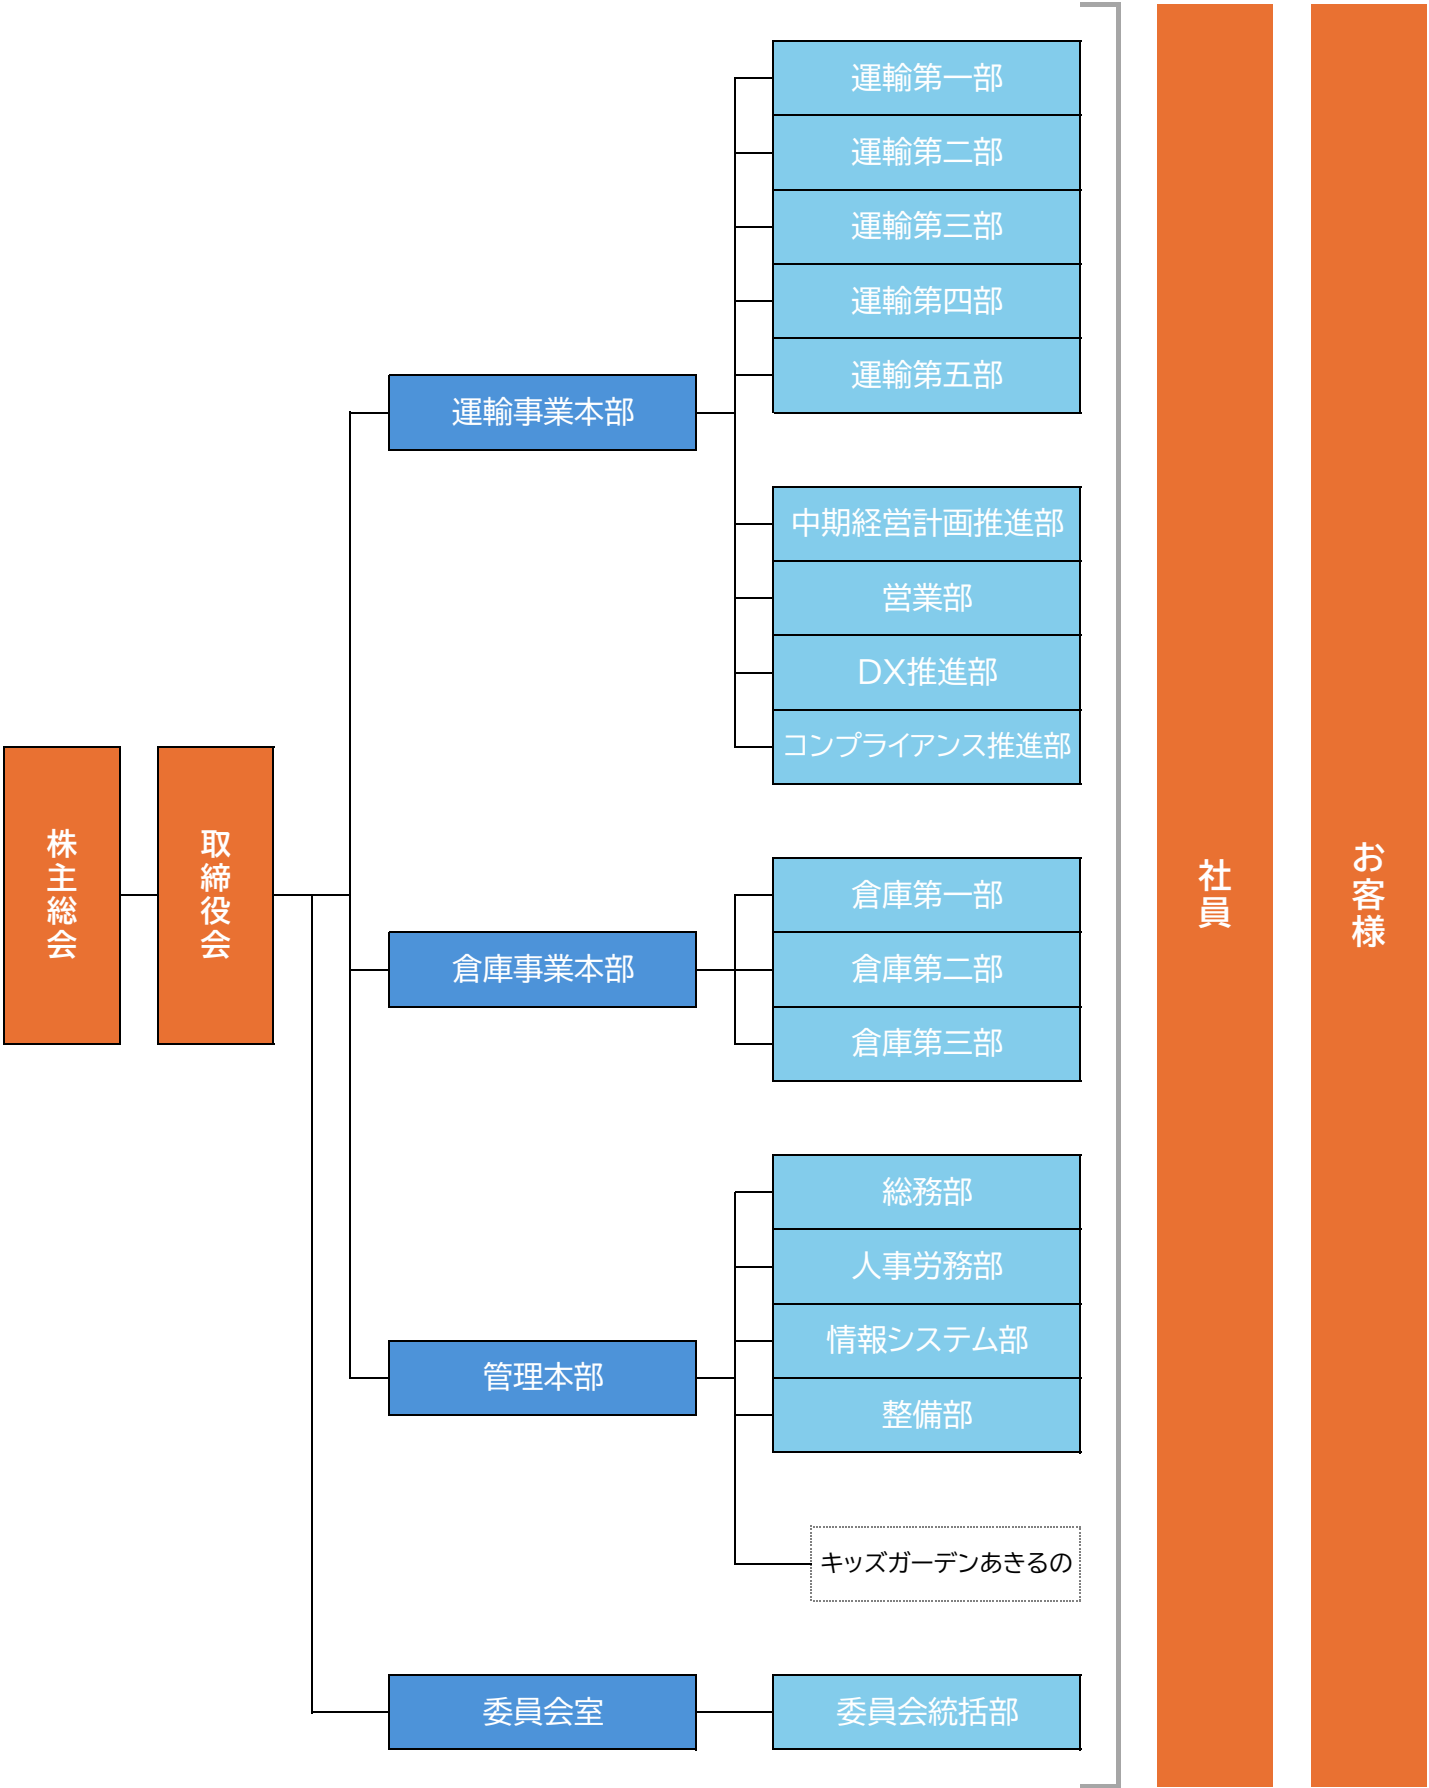 株主総会
取締役会
運輸事業本部
運輸第一部
運輸第二部
運輸第三部
運輸第四部
運輸第五部
中期経営計画推進部
営業部
DX推進部
コンプライアンス推進部
倉庫事業本部
倉庫第一部
倉庫第二部
倉庫第三部
管理本部
総務部
人事労務部
情報システム部
整備部
キッズガーデンあきるの
委員会室
委員会統括部
社員
お客様